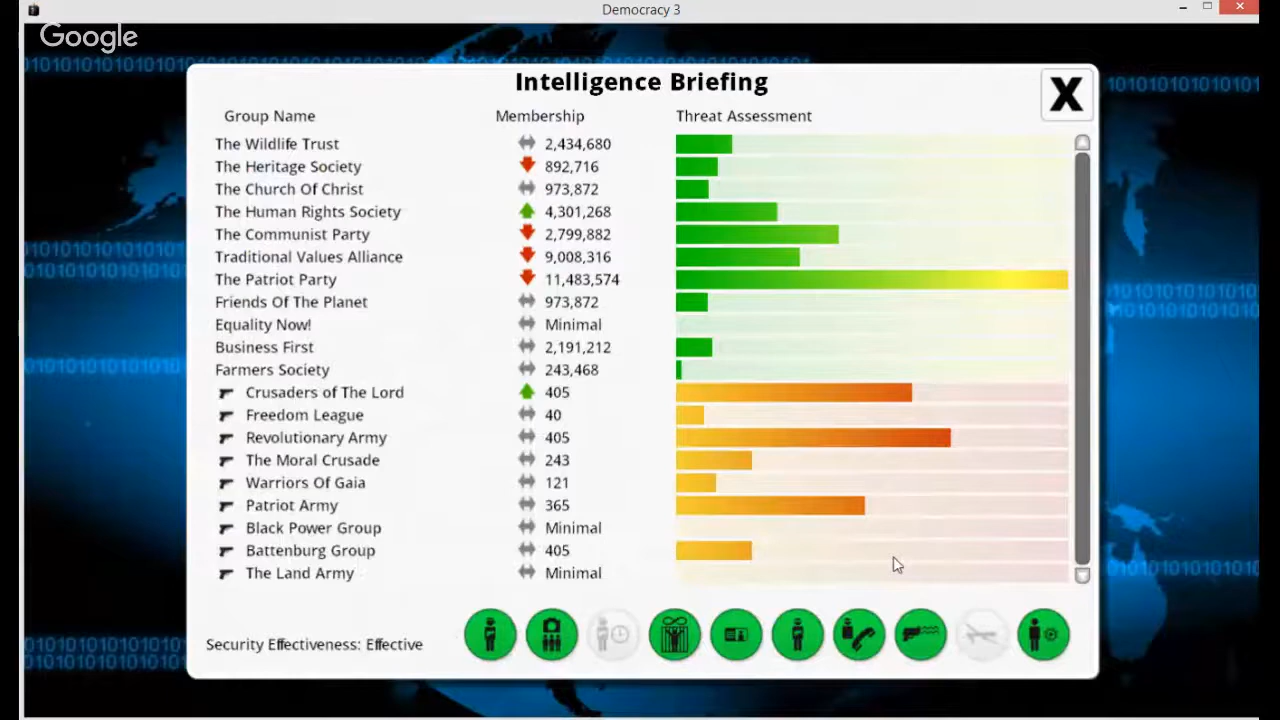 Democracy 3
Google
Intelligence Briefing
X
Group Name Membership Threat Assessment
The Wildlife Trust 2,434,680
The Heritage Society 892,716
The Church Of Christ 973,872
The Human Rights Society 4,301,268
The Communist Party 2,799,882
Traditional Values Alliance 9,008,316
The Patriot Party 11,483,574
Friends Of The Planet 973,872
Equality Now! Minimal
Business First 2,191,212
Farmers Society 243,468
Crusaders of The Lord 405
Freedom League 40
Revolutionary Army 405
The Moral Crusade 243
Warriors Of Gaia 121
Patriot Army 365
Black Power Group Minimal
Battenburg Group 405
The Land Army Minimal
Security Effectiveness: Effective